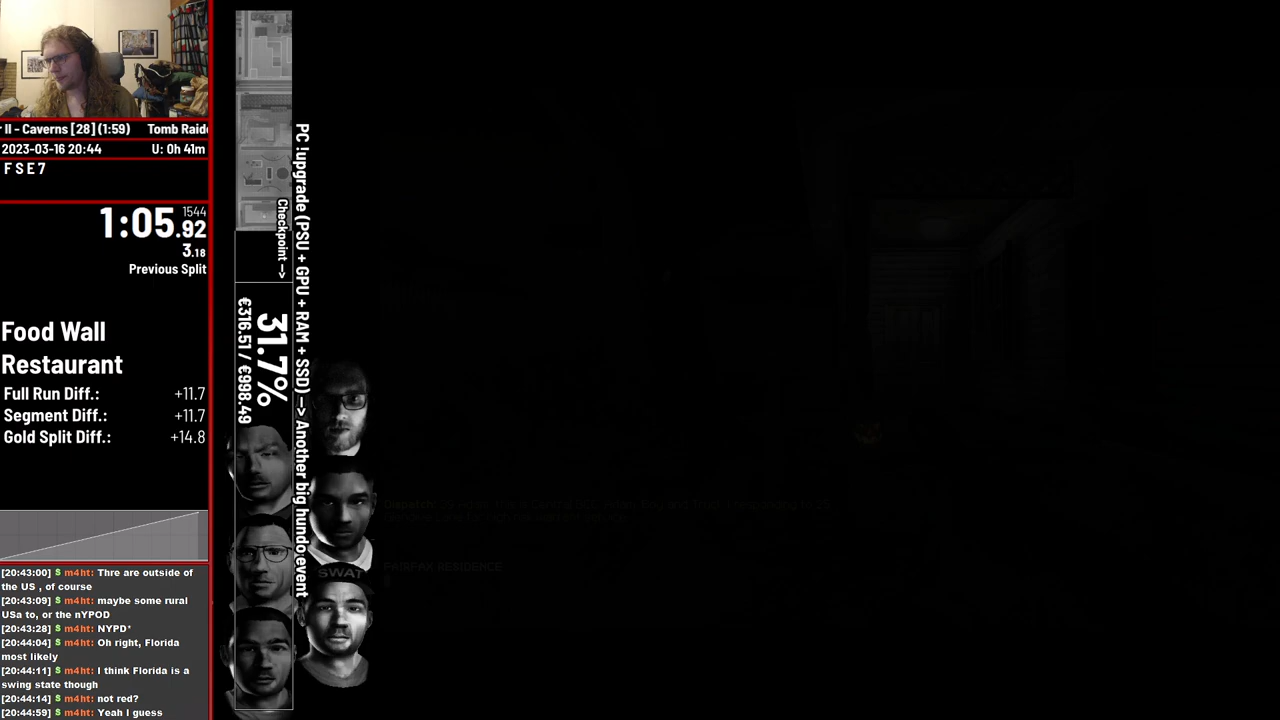 r II - Caverns [28] (1:59) Tomb Raide
2023-03-16 20:44 U: 0h 41m
F S E 7
1544
1:05.92
3.18
Previous Split
Food Wall
Restaurant
Full Run Diff.: +11.7
Segment Diff.: +11.7
Gold Split Diff.: +14.8
[20:43:00] S m4ht: Thre are outside of
the US , of course
[20:43:09] S m4ht: maybe some rural
USa to, or the nYPOD
[20:43:28] S m4ht: NYPD*
[20:44:04] S m4ht: Oh right, Florida
most likely
[20:44:11] S m4ht: I think Florida is a
swing state though
[20:44:14] S m4ht: not red?
[20:44:59] S m4ht: Yeah I guess
Checkpoint —>
31.7%
€316.51 / €998.49
PC !upgrade (PSU + GPU + RAM + SSD) —> Another big hundo event
SWAT
Dispatch:
FAIRFAX RESIDENCE